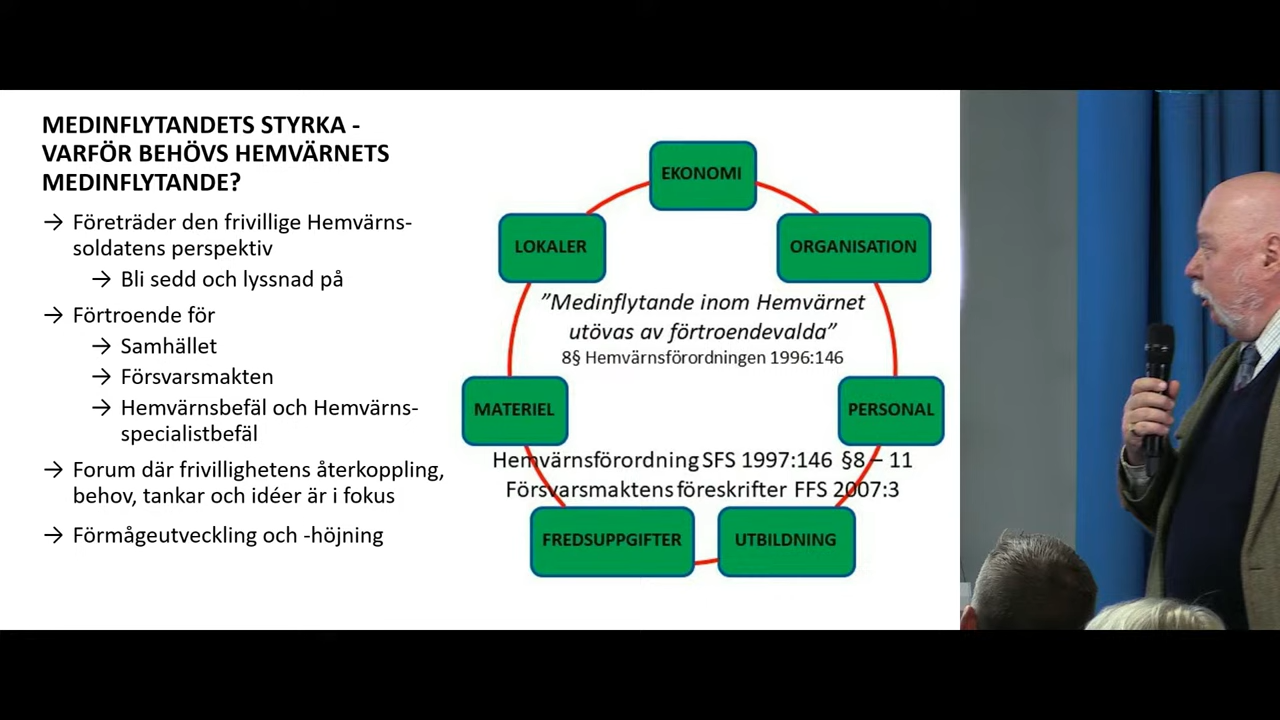 MEDINFLYTANDETS STYRKA -
VARFÖR BEHÖVS HEMVÄRNETS
MEDINFLYTANDE?
→ Företräder den frivillige Hemvärns-
soldatens perspektiv
→ Bli sedd och lyssnad på
→ Förtroende för
→ Samhället
→ Försvarsmakten
→ Hemvärnsbefäl och Hemvärns-
specialistbefäl
→ Forum där frivillighetens återkoppling,
behov, tankar och idéer är i fokus
→ Förmågeutveckling och -höjning
EKONOMI
LOKALER
ORGANISATION
”Medinflytande inom Hemvärnet
utövas av förtroendevalda”
8§ Hemvärnsförordningen 1996:146
MATERIEL
PERSONAL
Hemvärnsförordning SFS 1997:146 §8 – 11
Försvarsmaktens föreskrifter FFS 2007:3
FREDSUPPGIFTER
UTBILDNING